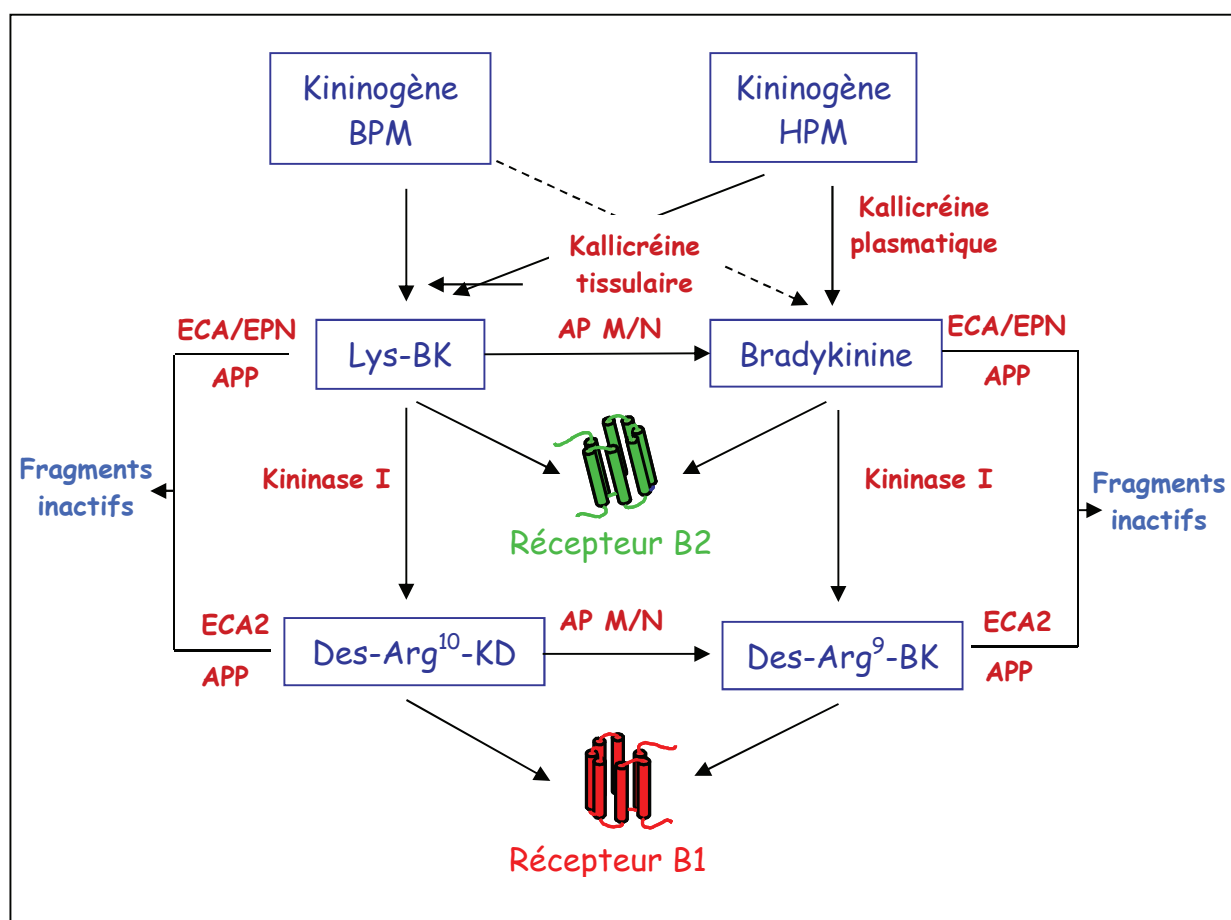 Kininogène
BPM
Kininogène
HPM
Kallicréine
plasmatique
Kallicréine
tissulaire
ECA/EPN
APP
Lys-BK
AP M/N
Bradykinine
ECA/EPN
APP
Fragments
inactifs
Kininase I
Récepteur B2
Kininase I
Fragments
inactifs
ECA2
APP
Des-Arg¹⁰-KD
AP M/N
Des-Arg⁹-BK
ECA2
APP
Récepteur B1